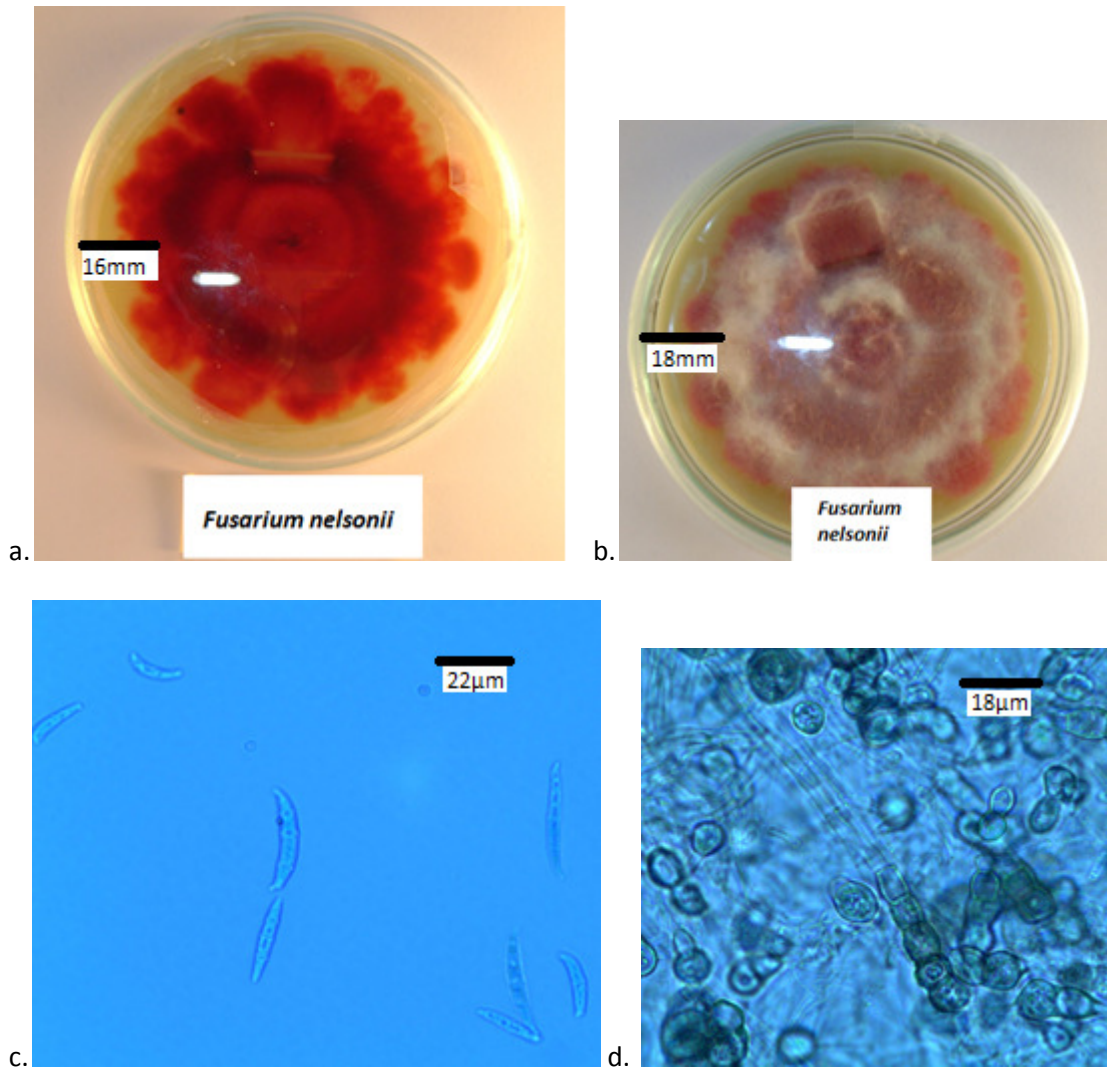 16mm
Fusarium nelsonii
a.
18mm
Fusarium
nelsonii
b.
22µm
c.
18µm
d.